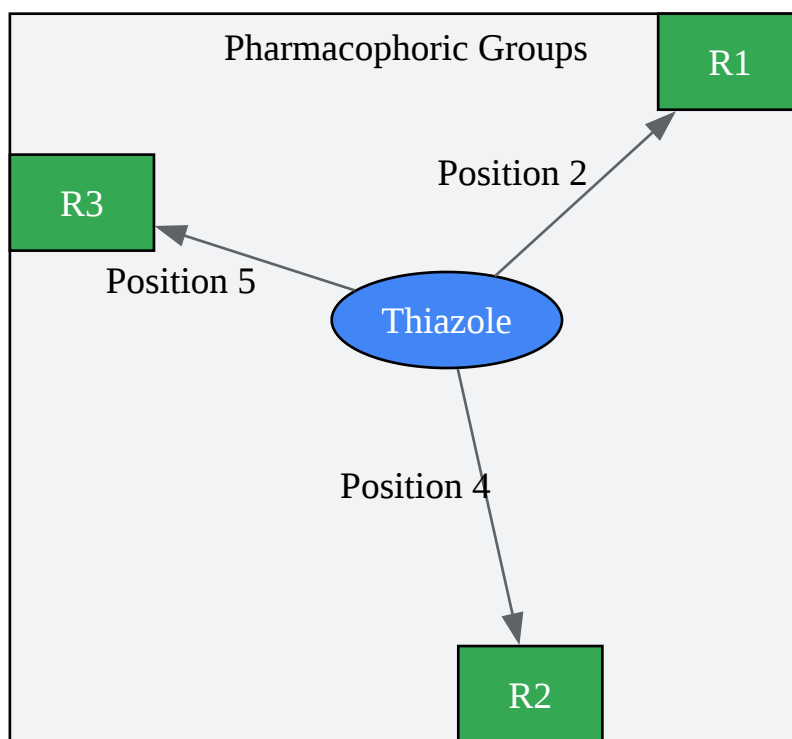 Pharmacophoric Groups
R1
Position 2
R3
Position 5
Thiazole
Position 4
R2